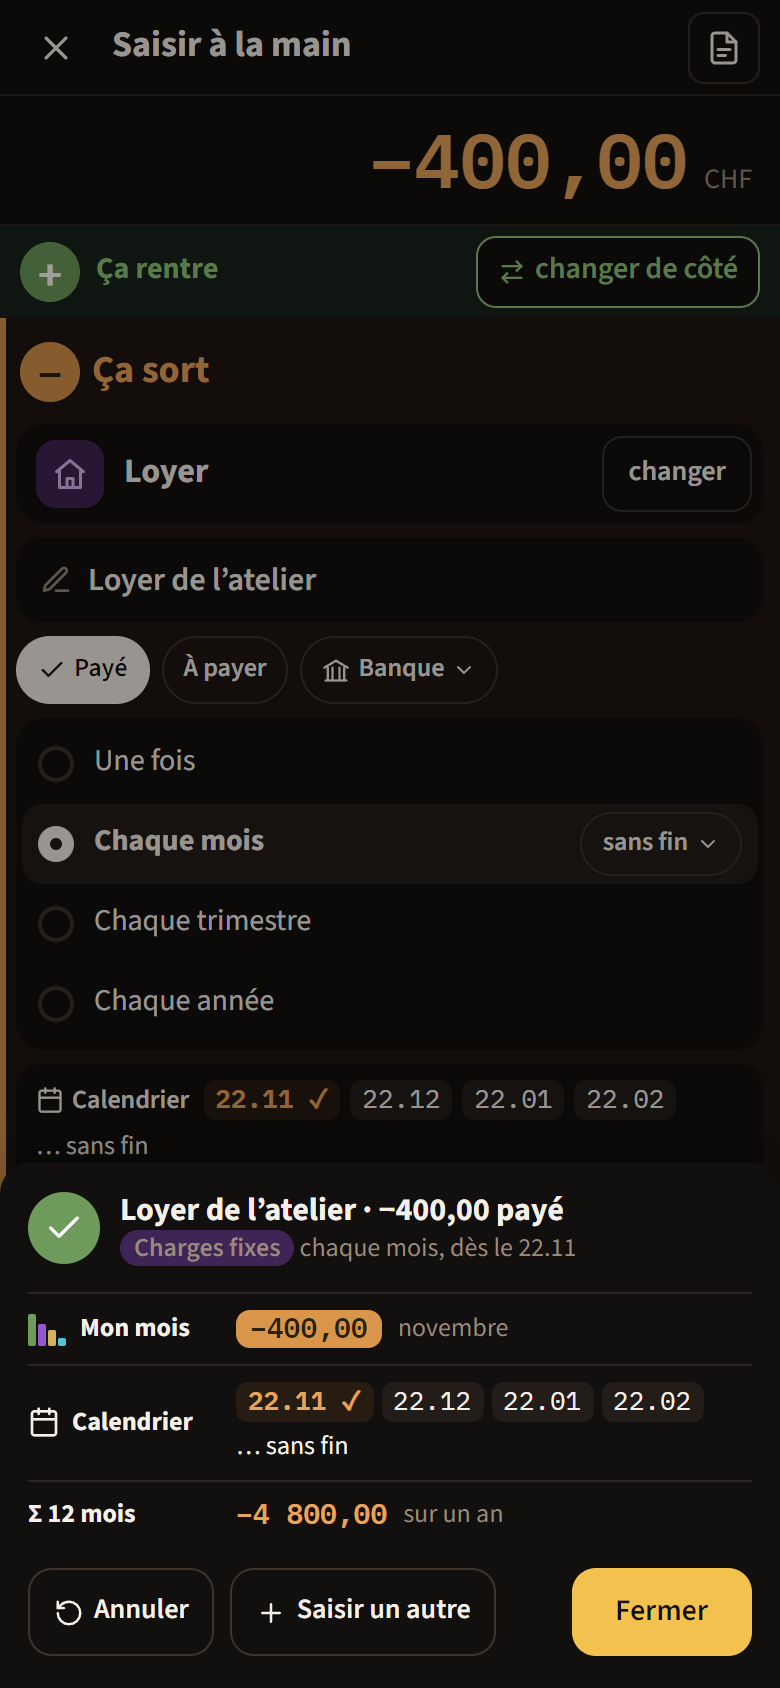 Saisir à la main
−400,00 CHF
+ Ça rentre
changer de côté
− Ça sort
Loyer
changer
Loyer de l’atelier
Payé
À payer
Banque
Une fois
Chaque mois
sans fin
Chaque trimestre
Chaque année
Calendrier 22.11 ✓ 22.12 22.01 22.02
… sans fin
Loyer de l’atelier · −400,00 payé
Charges fixes chaque mois, dès le 22.11
Mon mois −400,00 novembre
Calendrier 22.11 ✓ 22.12 22.01 22.02
… sans fin
Σ 12 mois −4 800,00 sur un an
Annuler
+ Saisir un autre
Fermer